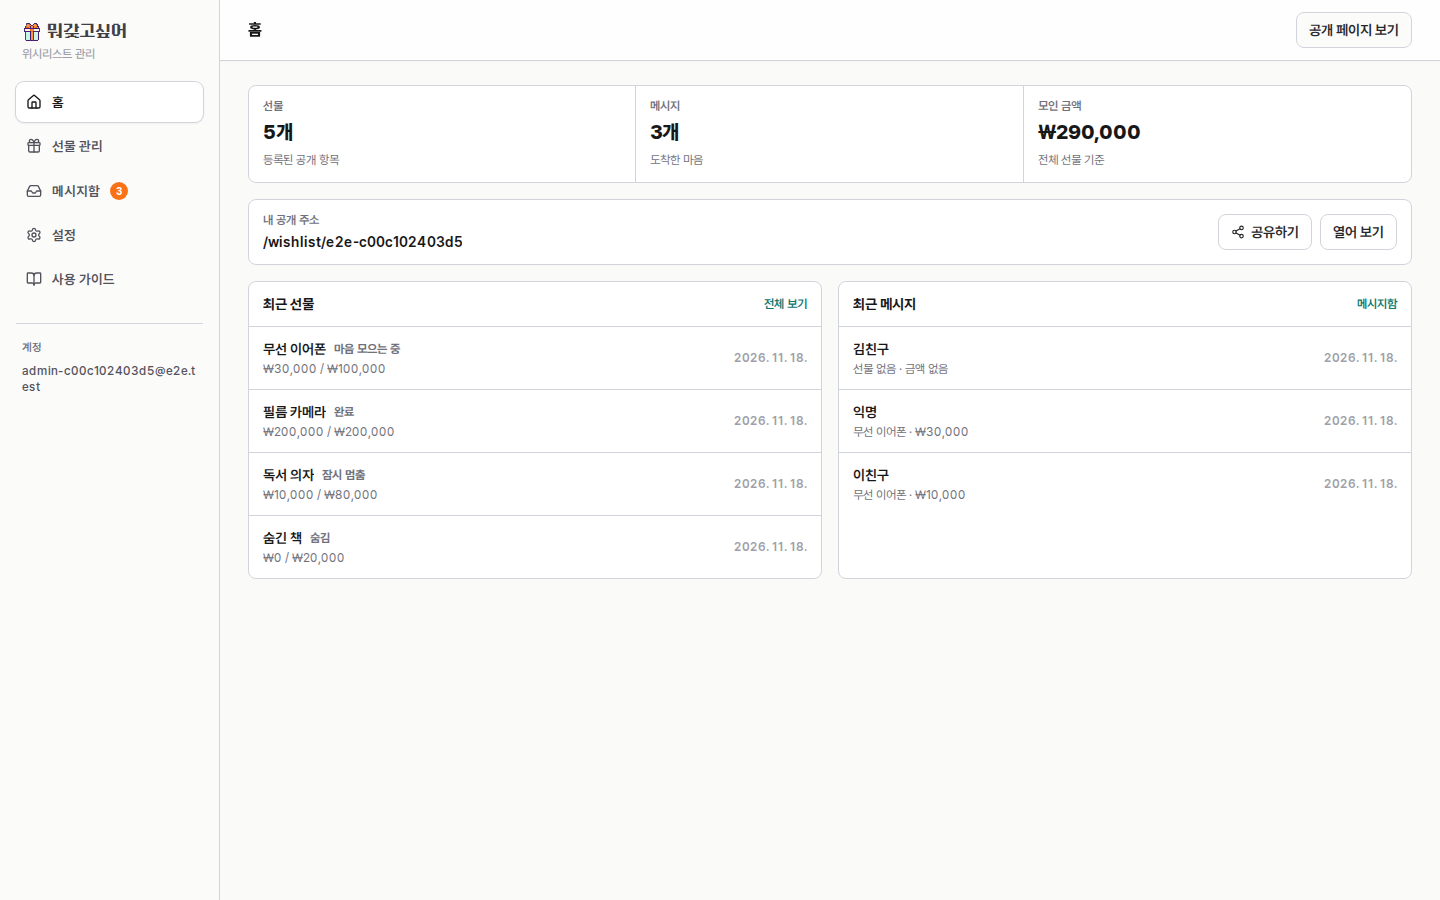 뭐갖고싶어
위시리스트 관리
홈
선물 관리
메시지함 3
설정
사용 가이드
계정
admin-c00c102403d5@e2e.t
est
홈
공개 페이지 보기
선물
5개
등록된 공개 항목
메시지
3개
도착한 마음
모인 금액
₩290,000
전체 선물 기준
내 공개 주소
/wishlist/e2e-c00c102403d5
공유하기
열어 보기
최근 선물
전체 보기
무선 이어폰 마음 모으는 중
₩30,000 / ₩100,000
2026. 11. 18.
필름 카메라 완료
₩200,000 / ₩200,000
2026. 11. 18.
독서 의자 잠시 멈춤
₩10,000 / ₩80,000
2026. 11. 18.
숨긴 책 숨김
₩0 / ₩20,000
2026. 11. 18.
최근 메시지
메시지함
김친구
선물 없음 · 금액 없음
2026. 11. 18.
익명
무선 이어폰 · ₩30,000
2026. 11. 18.
이친구
무선 이어폰 · ₩10,000
2026. 11. 18.